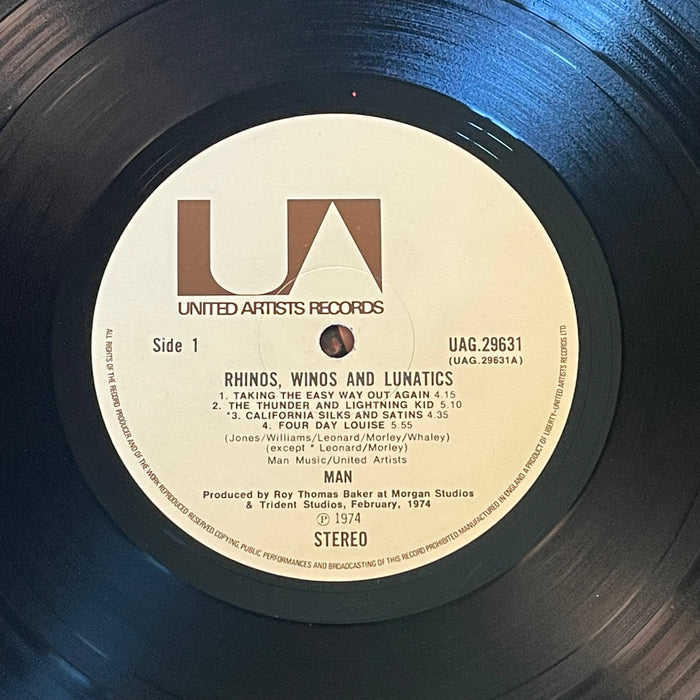 UA
UNITED ARTISTS RECORDS
Side 1
UAG.29631
(UAG.29631A)
RHINOS, WINOS AND LUNATICS
1. TAKING THE EASY WAY OUT AGAIN 4.15
2. THE THUNDER AND LIGHTNING KID 5.10
*3. CALIFORNIA SILKS AND SATINS 4.35
4. FOUR DAY LOUISE 5.55
(Jones/Williams/Leonard/Morley/Whaley)
(except * Leonard/Morley)
Man Music/United Artists
MAN
Produced by Roy Thomas Baker at Morgan Studios
& Trident Studios, February, 1974
℗ 1974
STEREO
ALL RIGHTS OF THE RECORD PRODUCER AND OF THE WORK REPRODUCED RESERVED. COPYING, PUBLIC PERFORMANCES AND BROADCASTING OF THIS RECORD PROHIBITED. MANUFACTURED IN ENGLAND. A PRODUCT OF LIBERTY-UNITED ARTISTS RECORDS LTD.